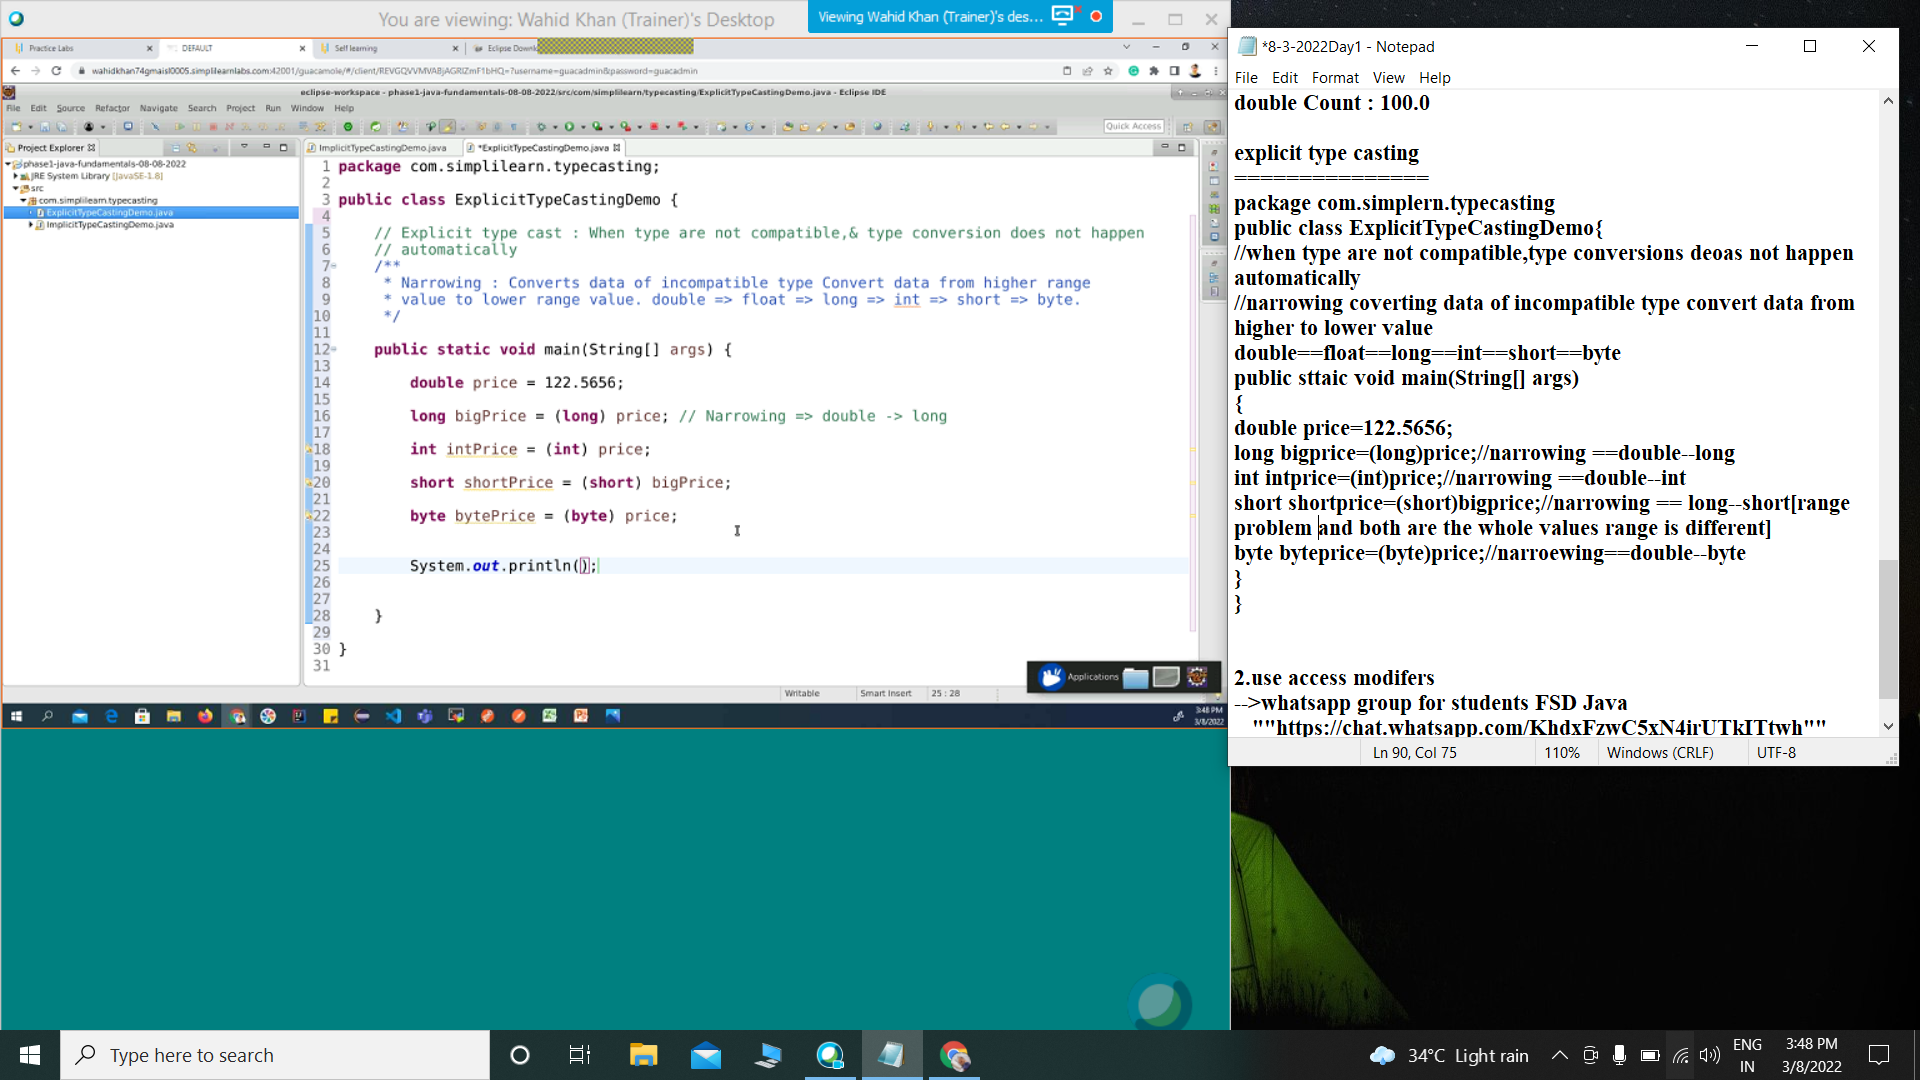 You are viewing: Wahid Khan (Trainer)'s Desktop
Viewing Wahid Khan (Trainer)'s des...
Practice Labs
DEFAULT
Self learning
Eclipse Downl
wahidkhan74gmaisl0005.simplilearnlabs.com:42001/guacamole/#/client/REVGQVVMVABjAGRlZmF1bHQ=?username=guacadmin&password=guacadmin
eclipse-workspace - phase1-java-fundamentals-08-08-2022/src/com/simplilearn/typecasting/ExplicitTypeCastingDemo.java - Eclipse IDE
File Edit Source Refactor Navigate Search Project Run Window Help
Quick Access
Project Explorer
phase1-java-fundamentals-08-08-2022
JRE System Library [JavaSE-1.8]
src
com.simplilearn.typecasting
ExplicitTypeCastingDemo.java
ImplicitTypeCastingDemo.java
ImplicitTypeCastingDemo.java
*ExplicitTypeCastingDemo.java
1 package com.simplilearn.typecasting;
2
3 public class ExplicitTypeCastingDemo {
4
5 // Explicit type cast : When type are not compatible,& type conversion does not happen
6 // automatically
7 /**
8 * Narrowing : Converts data of incompatible type Convert data from higher range
9 * value to lower range value. double => float => long => int => short => byte.
10 */
11
12 public static void main(String[] args) {
13
14 double price = 122.5656;
15
16 long bigPrice = (long) price; // Narrowing => double -> long
17
18 int intPrice = (int) price;
19
20 short shortPrice = (short) bigPrice;
21
22 byte bytePrice = (byte) price;
23
24
25 System.out.println();
26
27
28 }
29
30 }
31
Applications
Writable
Smart Insert
25 : 28
3:48 PM
3/8/2022
*8-3-2022Day1 - Notepad
File Edit Format View Help
double Count : 100.0
explicit type casting
===============
package com.simplern.typecasting
public class ExplicitTypeCastingDemo{
//when type are not compatible,type conversions deoas not happen
automatically
//narrowing coverting data of incompatible type convert data from
higher to lower value
double==float==long==int==short==byte
public sttaic void main(String[] args)
{
double price=122.5656;
long bigprice=(long)price;//narrowing ==double--long
int intprice=(int)price;//narrowing ==double--int
short shortprice=(short)bigprice;//narrowing == long--short[range
problem and both are the whole values range is different]
byte byteprice=(byte)price;//narroewing==double--byte
}
}
2.use access modifers
-->whatsapp group for students FSD Java
""https://chat.whatsapp.com/KhdxFzwC5xN4irUTkITtwh""
Ln 90, Col 75
110%
Windows (CRLF)
UTF-8
Type here to search
34°C Light rain
ENG
IN
3:48 PM
3/8/2022